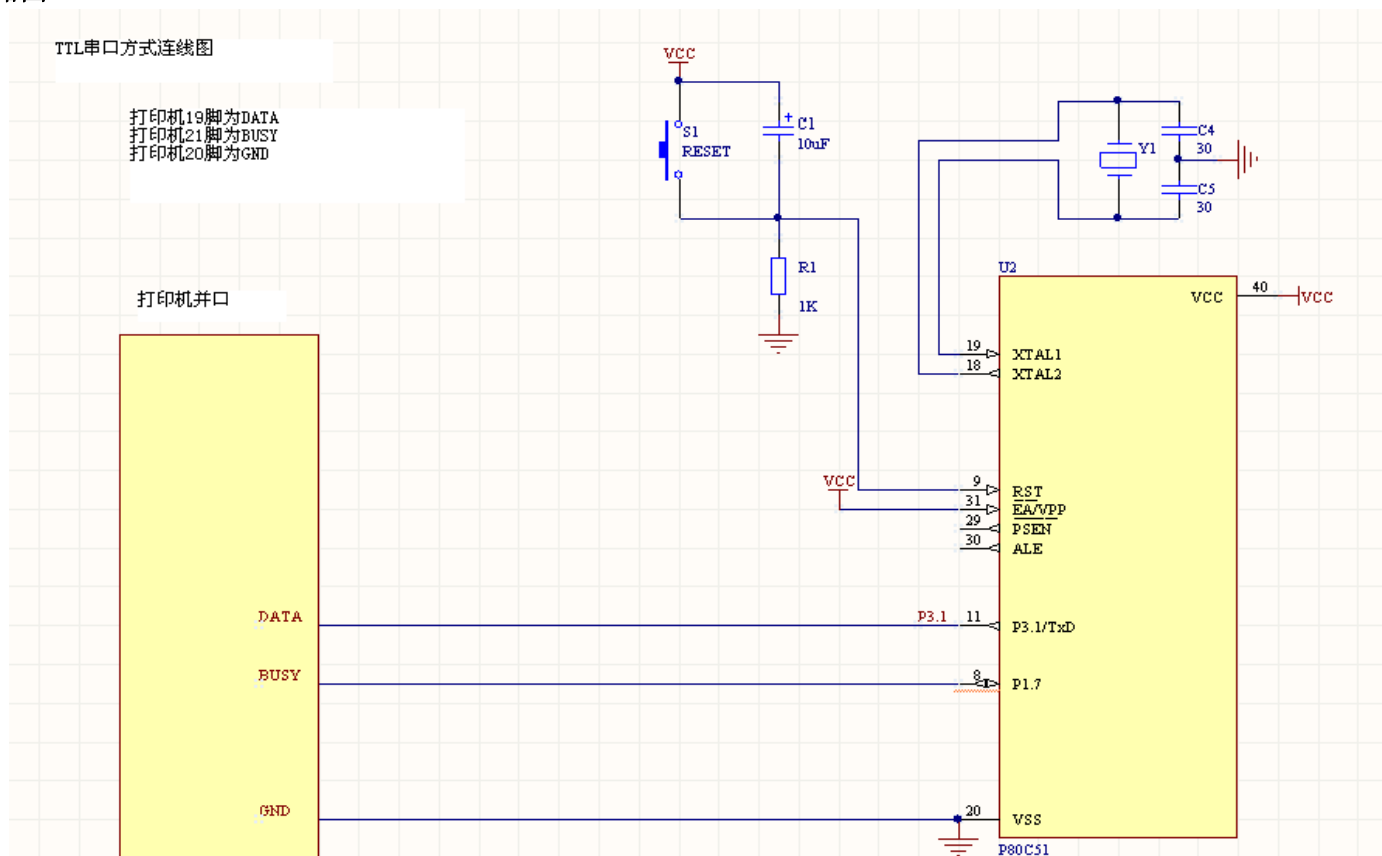 TTL串口方式连线图
打印机19脚为DATA
打印机21脚为BUSY
打印机20脚为GND
VCC
S1
RESET
C1
10uF
R1
1K
Y1
C4
30
C5
30
打印机并口
DATA
BUSY
GND
U2
VCC
40
VCC
19
XTAL1
18
XTAL2
VCC
9
RST
31
EA/VPP
29
PSEN
30
ALE
P3.1
11
P3.1/TxD
8
P1.7
20
VSS
P80C51